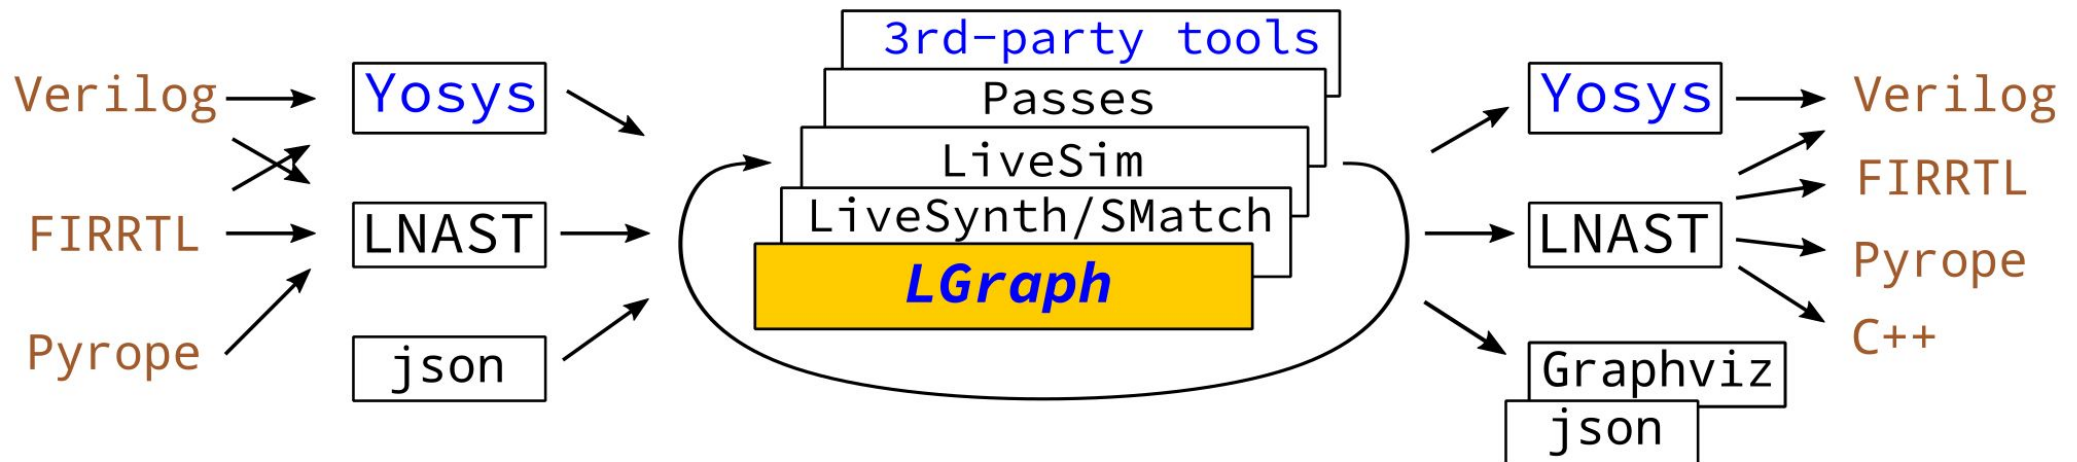 Verilog
FIRRTL
Pyrope
Yosys
LNAST
json
3rd-party tools
Passes
LiveSim
LiveSynth/SMatch
LGraph
Yosys
LNAST
Graphviz
json
Verilog
FIRRTL
Pyrope
C++